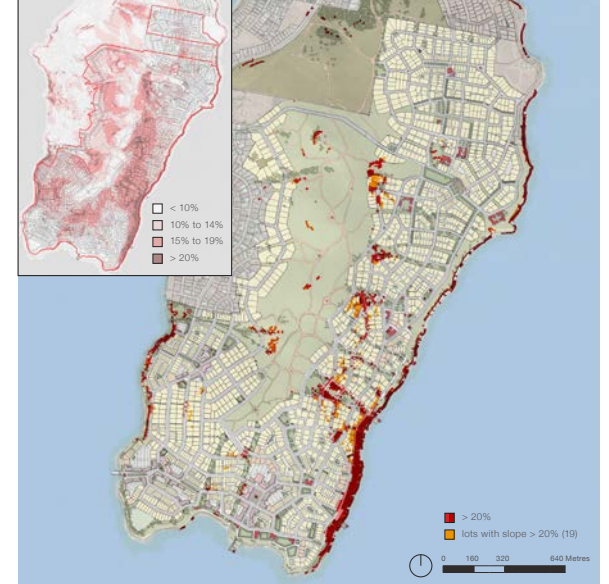 < 10%
10% to 14%
15% to 19%
> 20%
> 20%
lots with slope > 20% (19)
0 160 320 640 Metres